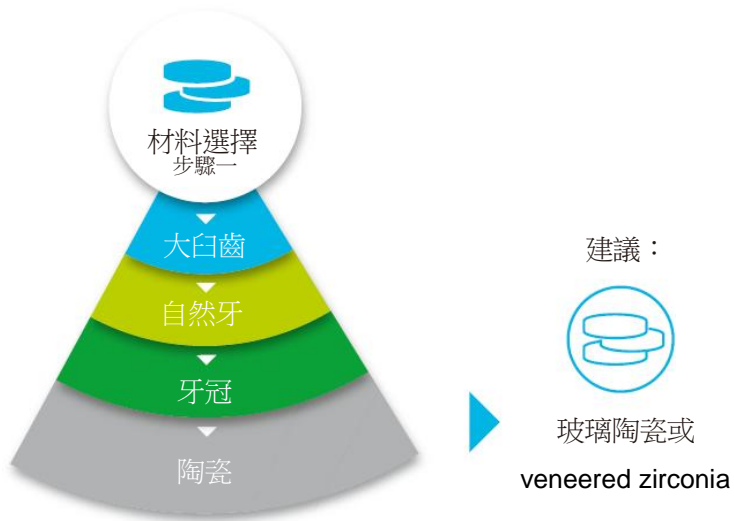 材料選擇
步驟一
大臼齒
自然牙
牙冠
陶瓷
建議：
玻璃陶瓷或
veneered zirconia